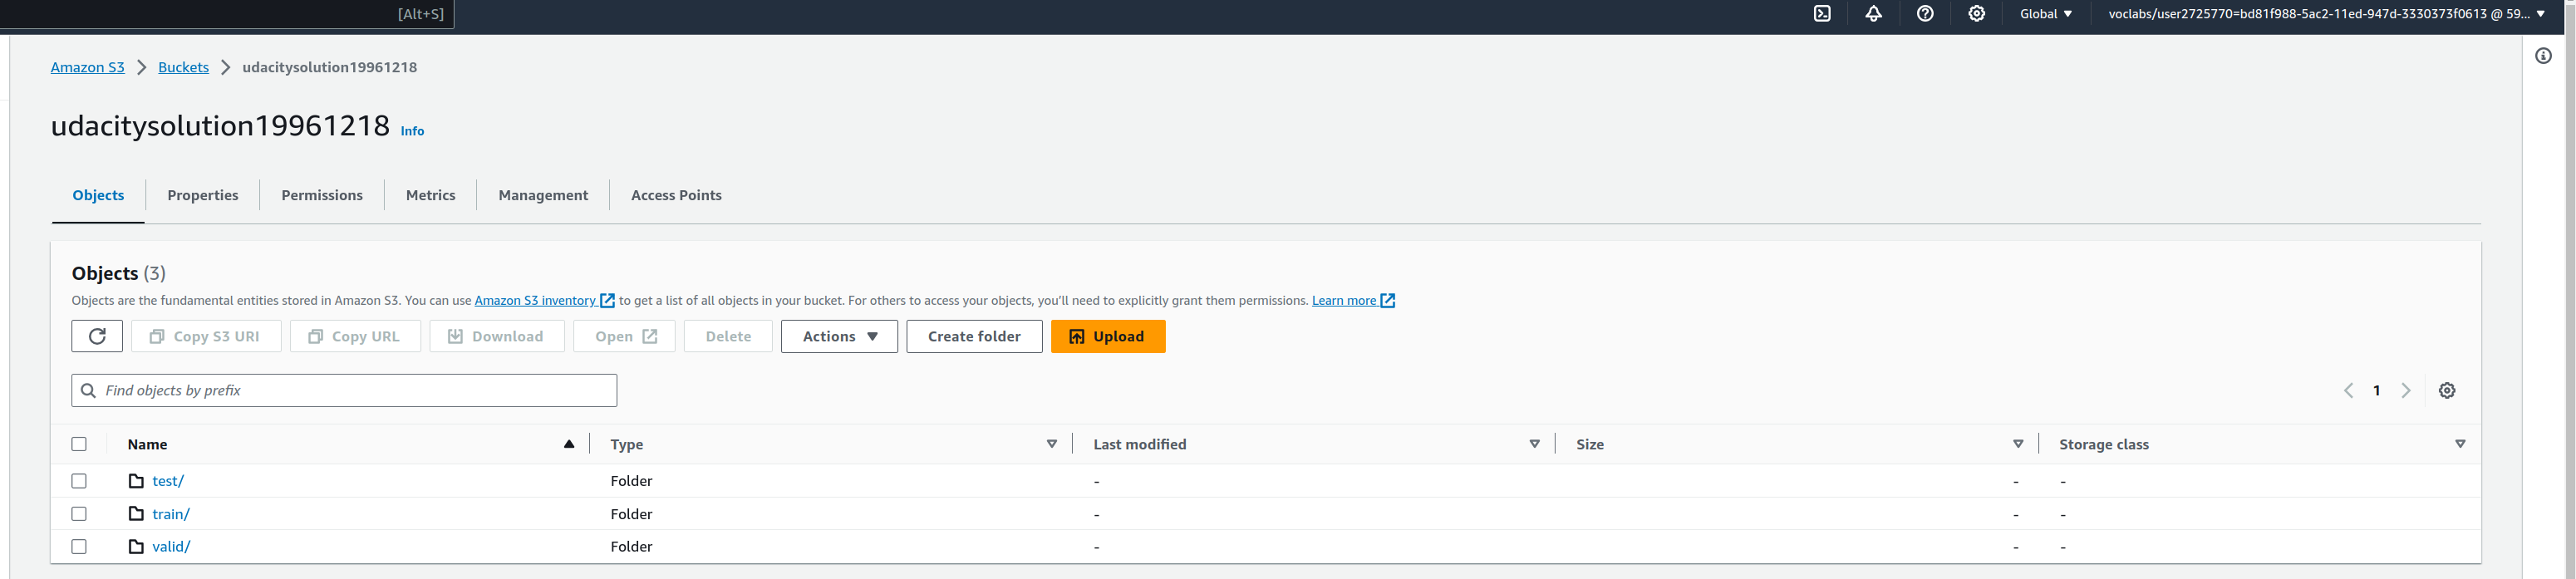 [Alt+S]
Global
voclabs/user2725770=bd81f988-5ac2-11ed-947d-3330373f0613 @ 59...
Amazon S3 > Buckets > udacitysolution19961218
udacitysolution19961218 Info
Objects Properties Permissions Metrics Management Access Points
Objects (3)
Objects are the fundamental entities stored in Amazon S3. You can use Amazon S3 inventory to get a list of all objects in your bucket. For others to access your objects, you'll need to explicitly grant them permissions. Learn more
Copy S3 URI Copy URL Download Open Delete Actions Create folder Upload
Find objects by prefix
1
Name Type Last modified Size Storage class
test/ Folder - - -
train/ Folder - - -
valid/ Folder - - -